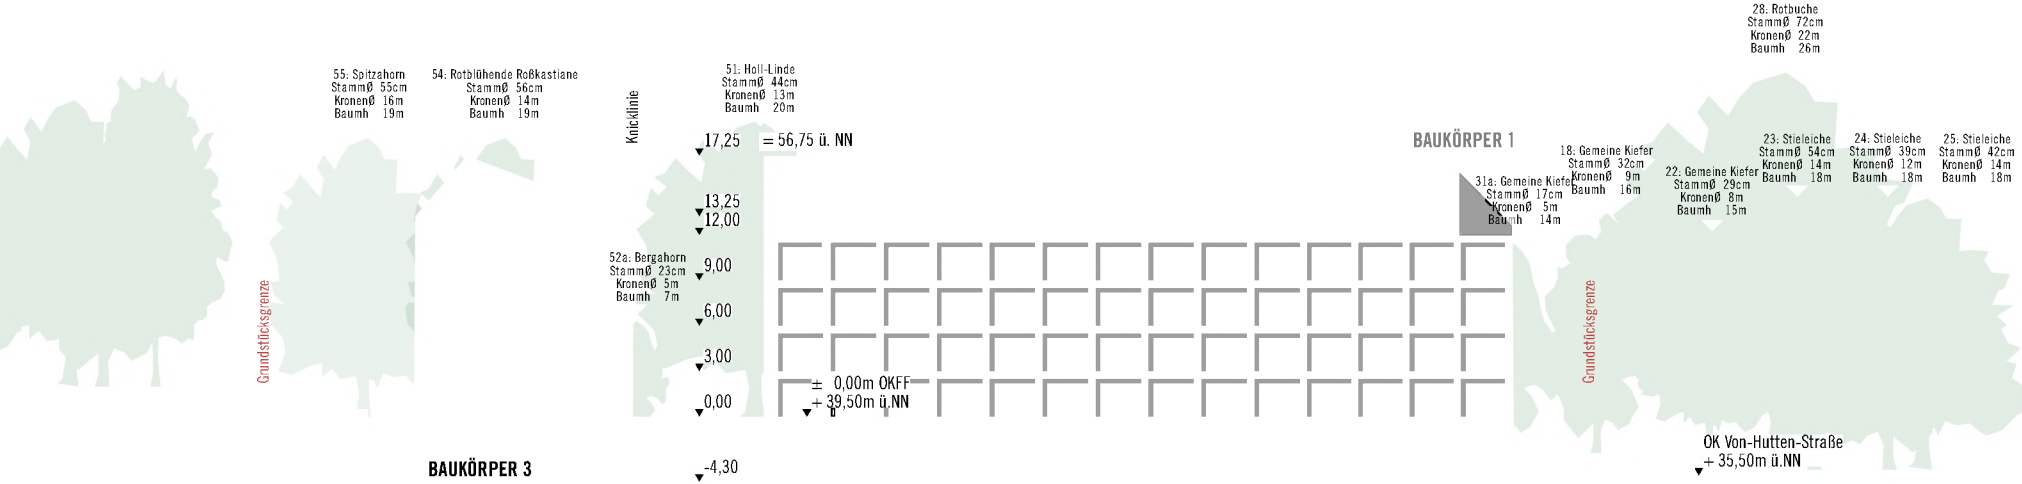 28: Rotbuche
StammØ 72cm
KronenØ 22m
Baumh 26m
55: Spitzahorn
StammØ 55cm
KronenØ 16m
Baumh 19m
54: Rotblühende Roßkastiane
StammØ 56cm
KronenØ 14m
Baumh 19m
Knicklinie
51: Holl-Linde
StammØ 44cm
KronenØ 13m
Baumh 20m
17,25 = 56,75 ü. NN
BAUKÖRPER 1
18: Gemeine Kiefer
StammØ 32cm
KronenØ 9m
Baumh 16m
23: Stieleiche
StammØ 54cm
KronenØ 14m
Baumh 18m
24: Stieleiche
StammØ 39cm
KronenØ 12m
Baumh 18m
25: Stieleiche
StammØ 42cm
KronenØ 14m
Baumh 18m
31a: Gemeine Kiefer
StammØ 17cm
KronenØ 5m
Baumh 14m
22: Gemeine Kiefer
StammØ 29cm
KronenØ 8m
Baumh 15m
13,25
12,00
52a: Bergahorn
StammØ 23cm
KronenØ 5m
Baumh 7m
9,00
6,00
3,00
0,00
-4,30
Grundstücksgrenze
± 0,00m OKFF
+ 39,50m ü.NN
Grundstücksgrenze
OK Von-Hutten-Straße
+ 35,50m ü.NN
BAUKÖRPER 3